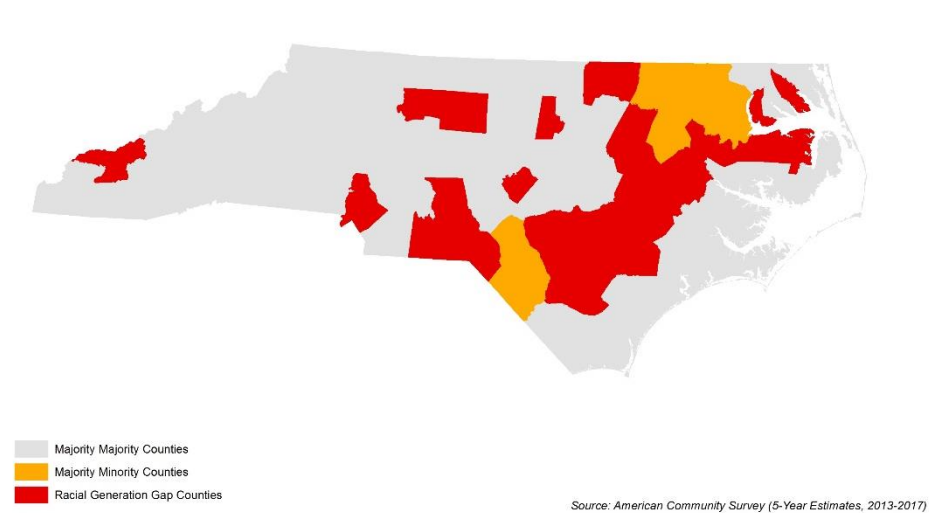 Majority Majority Counties
Majority Minority Counties
Racial Generation Gap Counties
Source: American Community Survey (5-Year Estimates, 2013-2017)